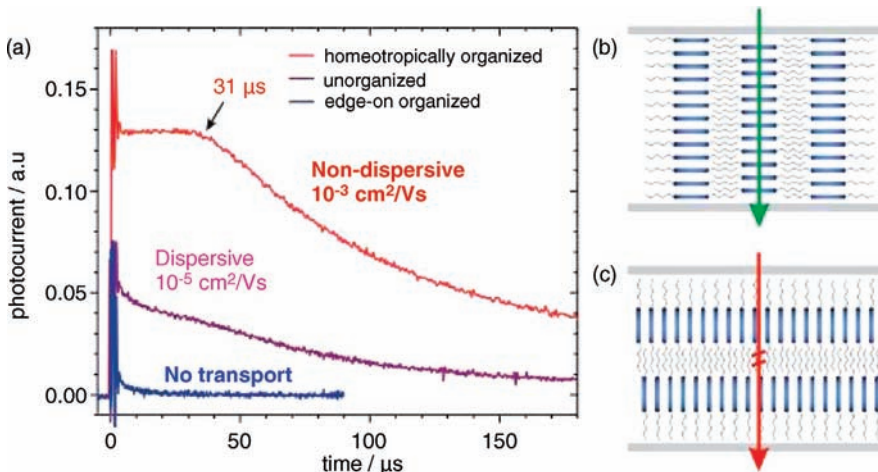 (a)
photocurrent / a.u
0.15
0.10
0.05
0.00
0
50
100
150
time / μs
homeotropically organized
unorganized
edge-on organized
31 μs
Non-dispersive
10⁻³ cm²/Vs
Dispersive
10⁻⁵ cm²/Vs
No transport
(b)
(c)